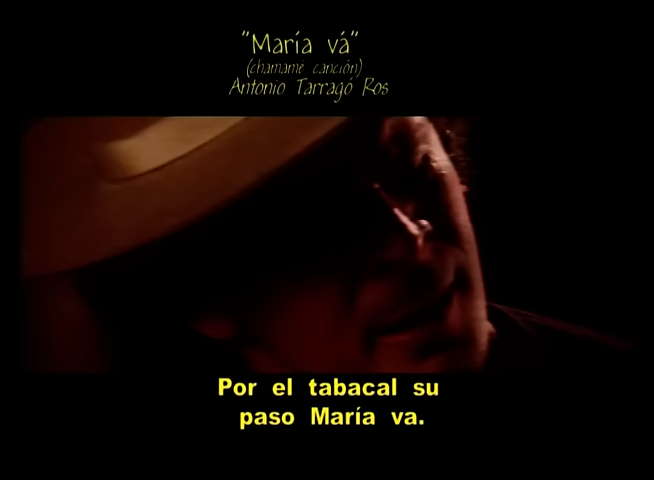 "María vá"
(chamamé canción)
Antonio Tarragó Ros
Por el tabacal su
paso María va.